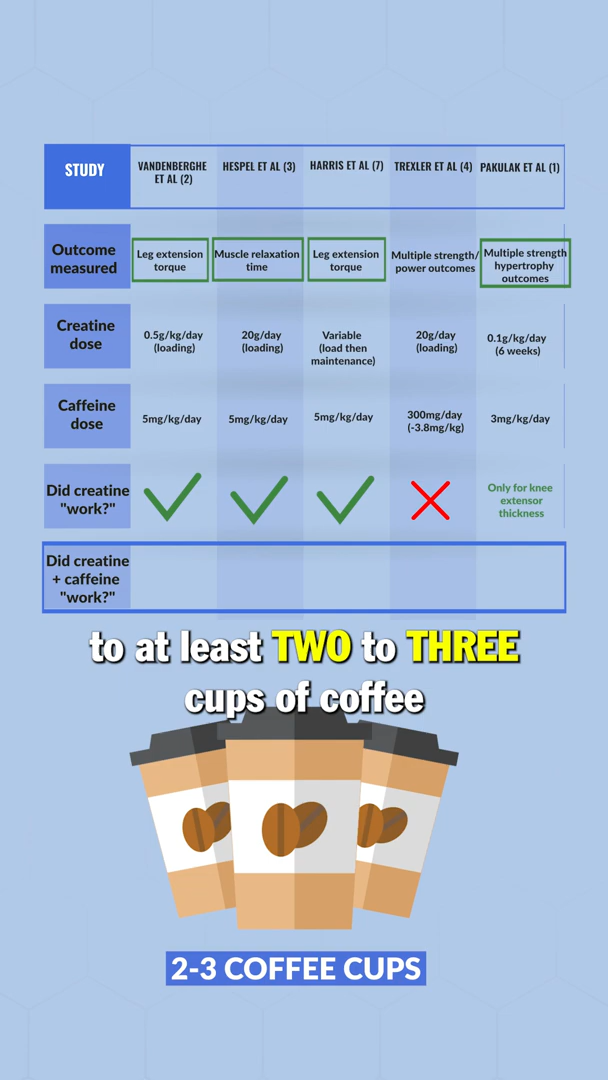 STUDY
VANDENBERGHE
ET AL (2)
HESPEL ET AL (3)
HARRIS ET AL (7)
TREXLER ET AL (4)
PAKULAK ET AL (1)
Outcome
measured
Leg extension
torque
Muscle relaxation
time
Leg extension
torque
Multiple strength/
power outcomes
Multiple strength
hypertrophy
outcomes
Creatine
dose
0.5g/kg/day
(loading)
20g/day
(loading)
Variable
(load then
maintenance)
20g/day
(loading)
0.1g/kg/day
(6 weeks)
Caffeine
dose
5mg/kg/day
5mg/kg/day
5mg/kg/day
300mg/day
(-3.8mg/kg)
3mg/kg/day
Did creatine
"work?"
Only for knee
extensor
thickness
Did creatine
+ caffeine
"work?"
to at least TWO to THREE
cups of coffee
2-3 COFFEE CUPS